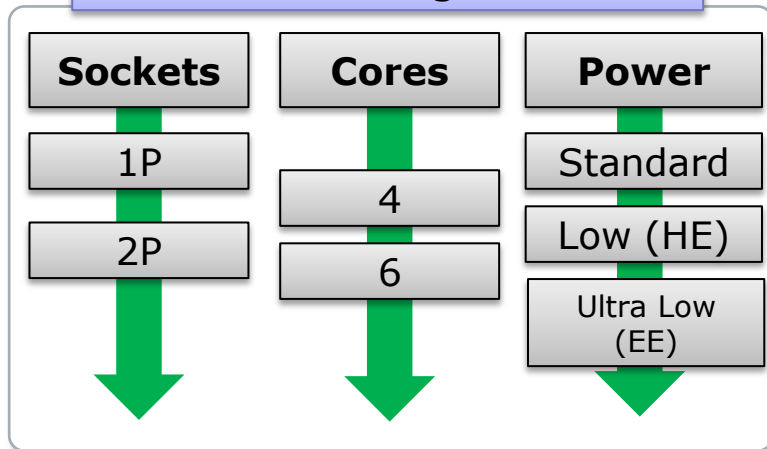 Sockets
1P
2P
Cores
4
6
Power
Standard
Low (HE)
Ultra Low
(EE)